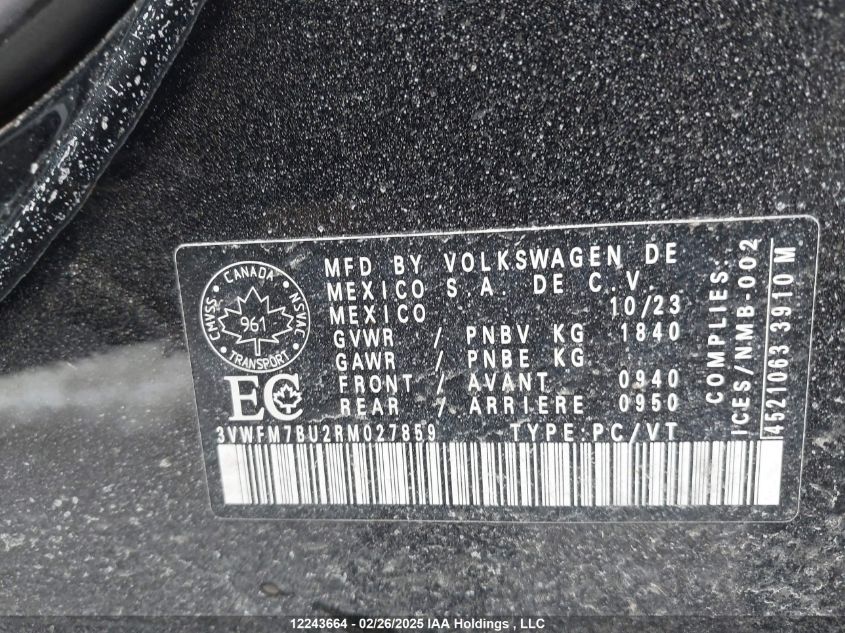 CANADA
CMVSS
NSVAC
961
TRANSPORT
EC
MFD BY VOLKSWAGEN DE
MEXICO S.A. DE C.V.
MEXICO 10/23
GVWR / PNBV KG 1840
GAWR / PNBE KG
FRONT / AVANT 0940
REAR / ARRIERE 0950
3VWFM7BU2RM027859 TYPE:PC/VT
COMPLIES:
ICES/NMB-002
4521063 3910 M
12243664 - 02/26/2025 IAA Holdings , LLC